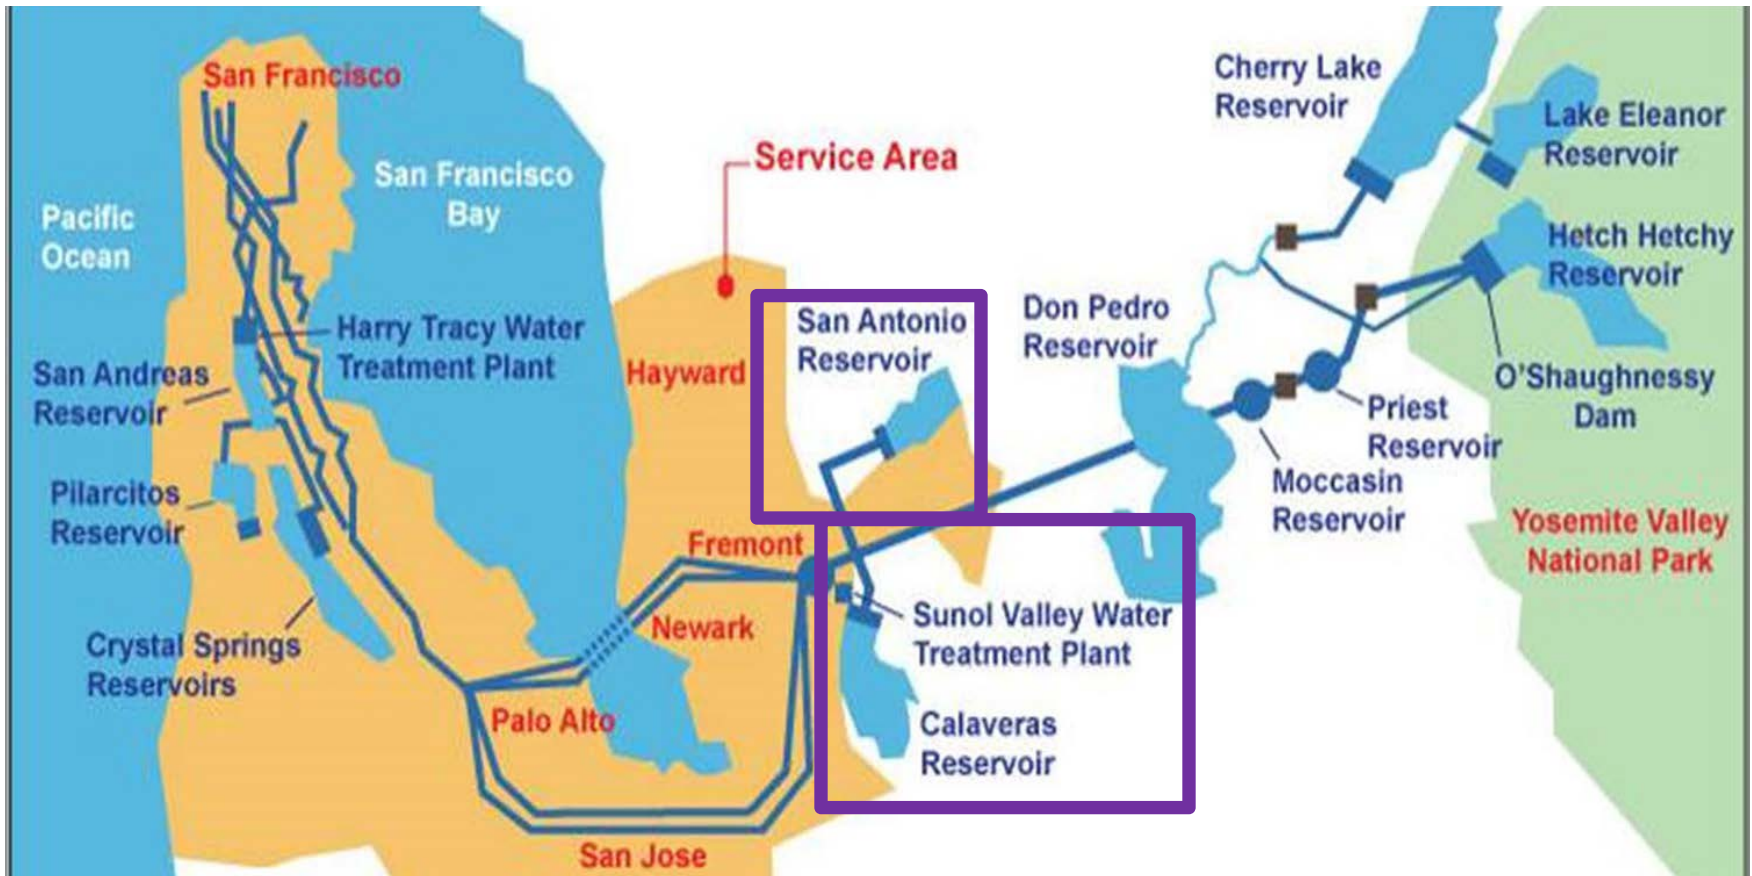 San Francisco
Pacific
Ocean
San Francisco
Bay
Service Area
Cherry Lake
Reservoir
Lake Eleanor
Reservoir
Hetch Hetchy
Reservoir
Harry Tracy Water
Treatment Plant
San Andreas
Reservoir
Hayward
San Antonio
Reservoir
Don Pedro
Reservoir
O'Shaughnessy
Dam
Priest
Reservoir
Moccasin
Reservoir
Pilarcitos
Reservoir
Yosemite Valley
National Park
Fremont
Newark
Sunol Valley Water
Treatment Plant
Crystal Springs
Reservoirs
Palo Alto
Calaveras
Reservoir
San Jose